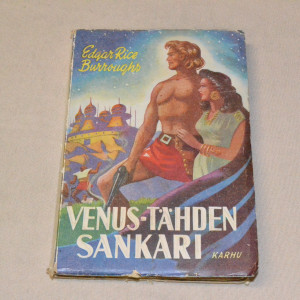 Edgar Rice
Burroughs
VENUS-TÄHDEN
SANKARI
KARHU